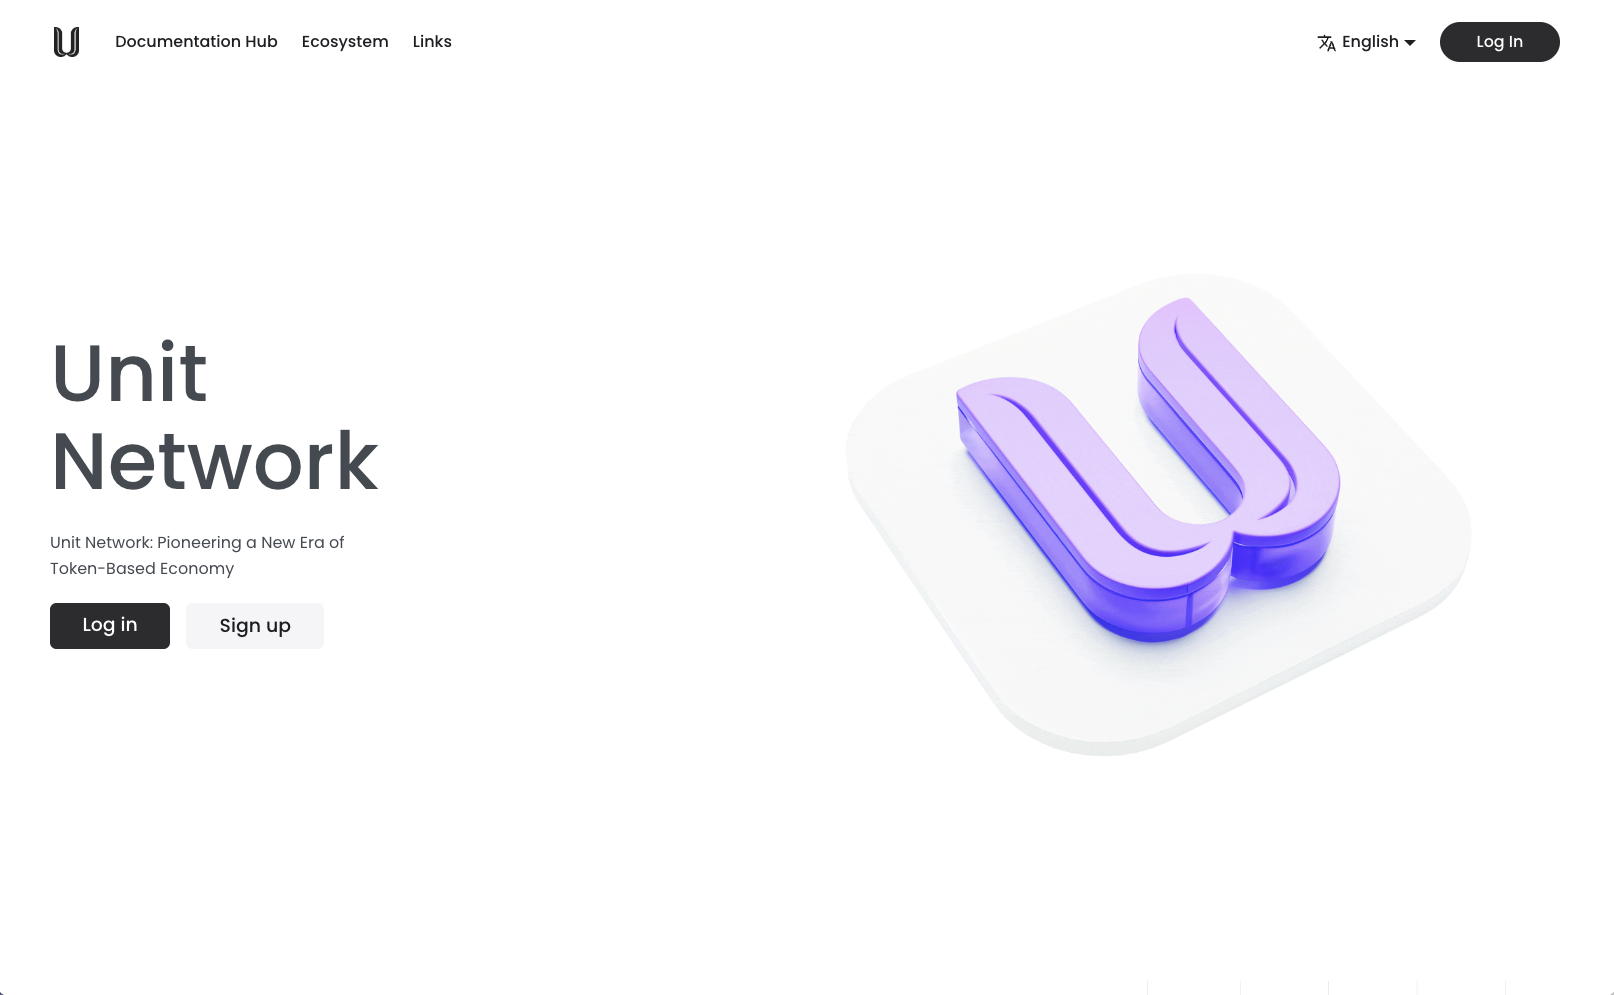 Documentation Hub
Ecosystem
Links
English
Log In
Unit
Network
Unit Network: Pioneering a New Era of
Token-Based Economy
Log in
Sign up